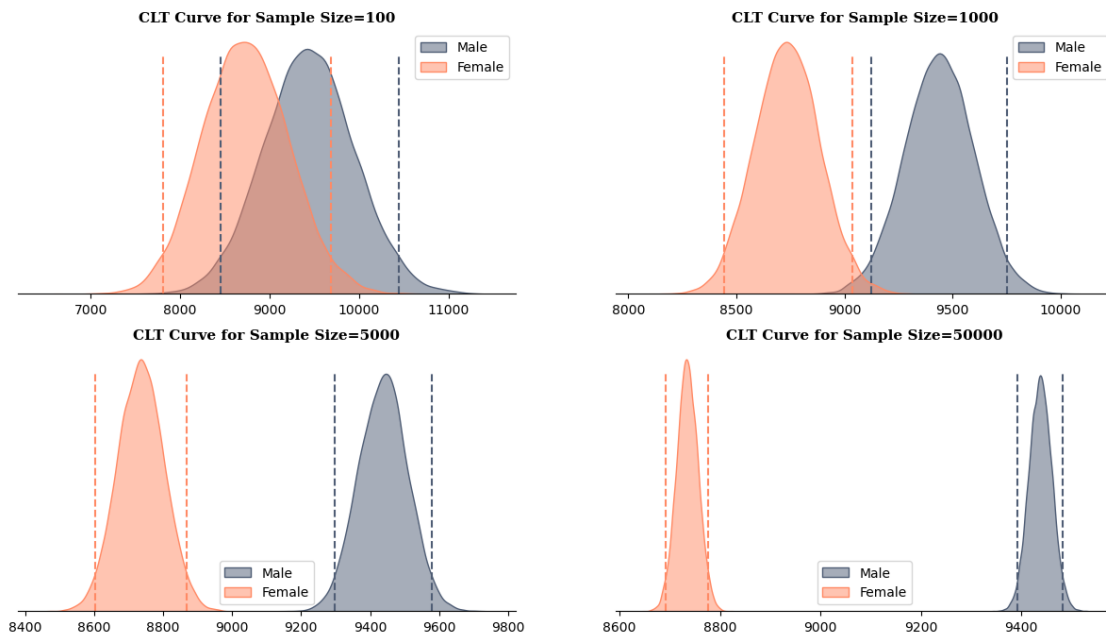 CLT Curve for Sample Size=100
Male
Female
7000 8000 9000 10000 11000
CLT Curve for Sample Size=1000
Male
Female
8000 8500 9000 9500 10000
CLT Curve for Sample Size=5000
Male
Female
8400 8600 8800 9000 9200 9400 9600 9800
CLT Curve for Sample Size=50000
Male
Female
8600 8800 9000 9200 9400